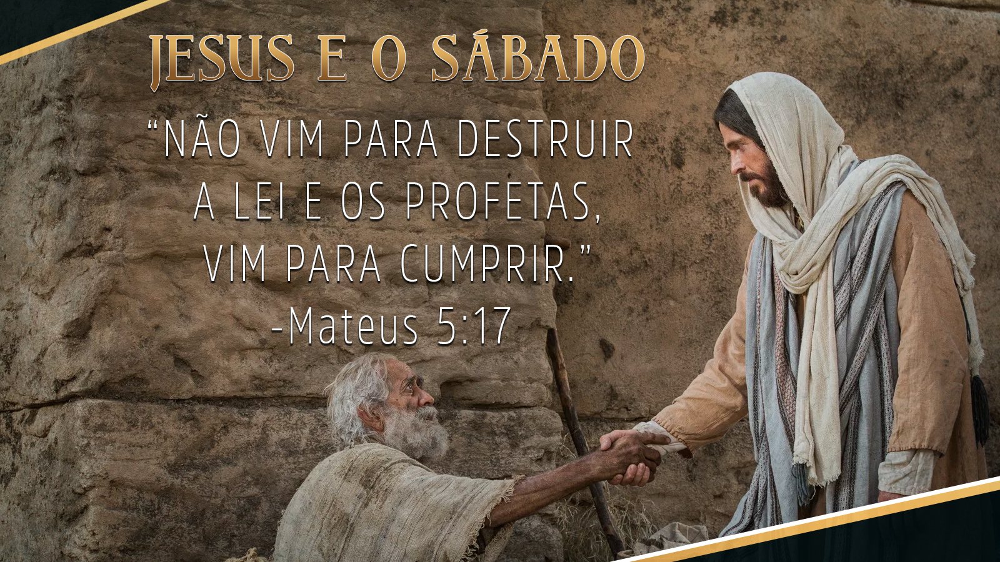 JESUS E O SÁBADO
“NÃO VIM PARA DESTRUIR
A LEI E OS PROFETAS,
VIM PARA CUMPRIR.”
-Mateus 5:17